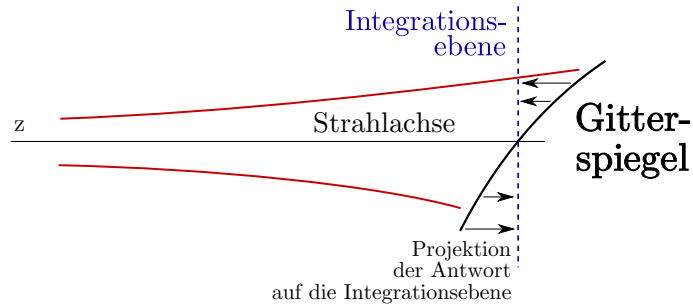 Integrations-
ebene
z
Strahlachse
Gitter-
spiegel
Projektion
der Antwort
auf die Integrationsebene